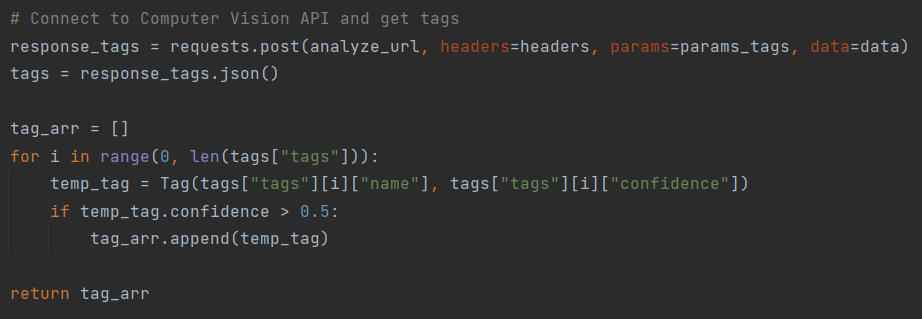 # Connect to Computer Vision API and get tags
response_tags = requests.post(analyze_url, headers=headers, params=params_tags, data=data)
tags = response_tags.json()

tag_arr = []
for i in range(0, len(tags["tags"])):
    temp_tag = Tag(tags["tags"][i]["name"], tags["tags"][i]["confidence"])
    if temp_tag.confidence > 0.5:
        tag_arr.append(temp_tag)

return tag_arr